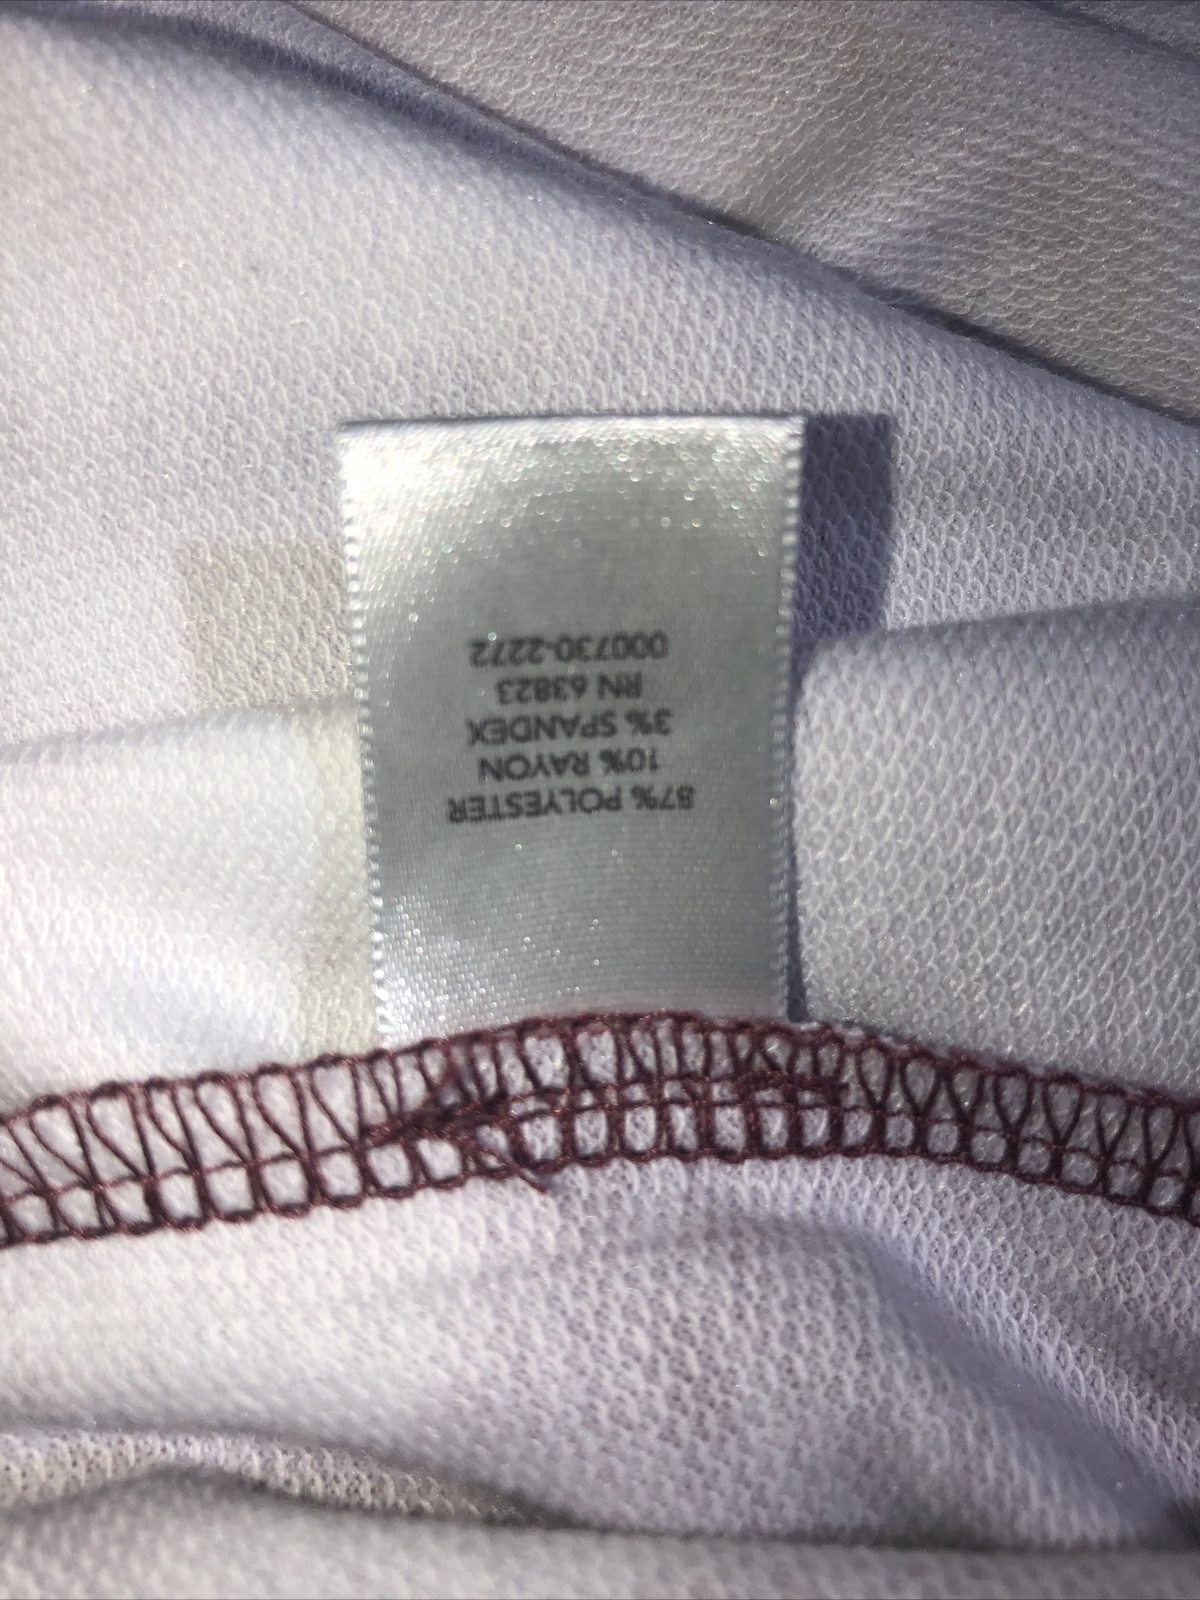 87% POLYESTER
10% RAYON
3% SPANDEX
RN 63823
000730-2272